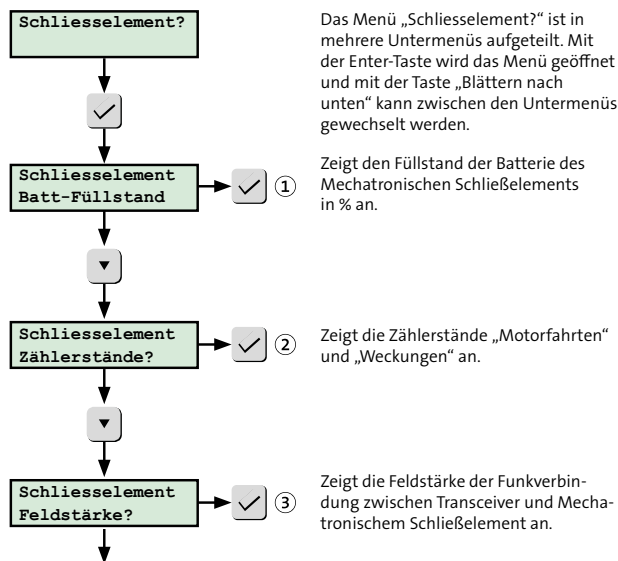 Schliesselement?
Das Menü „Schliesselement?“ ist in
mehrere Untermenüs aufgeteilt. Mit
der Enter-Taste wird das Menü geöffnet
und mit der Taste „Blättern nach
unten“ kann zwischen den Untermenüs
gewechselt werden.
Schliesselement
Batt-Füllstand
1
Zeigt den Füllstand der Batterie des
Mechatronischen Schließelements
in % an.
Schliesselement
Zählerstände?
2
Zeigt die Zählerstände „Motorfahrten“
und „Weckungen“ an.
Schliesselement
Feldstärke?
3
Zeigt die Feldstärke der Funkverbin-
dung zwischen Transceiver und Mecha-
tronischem Schließelement an.